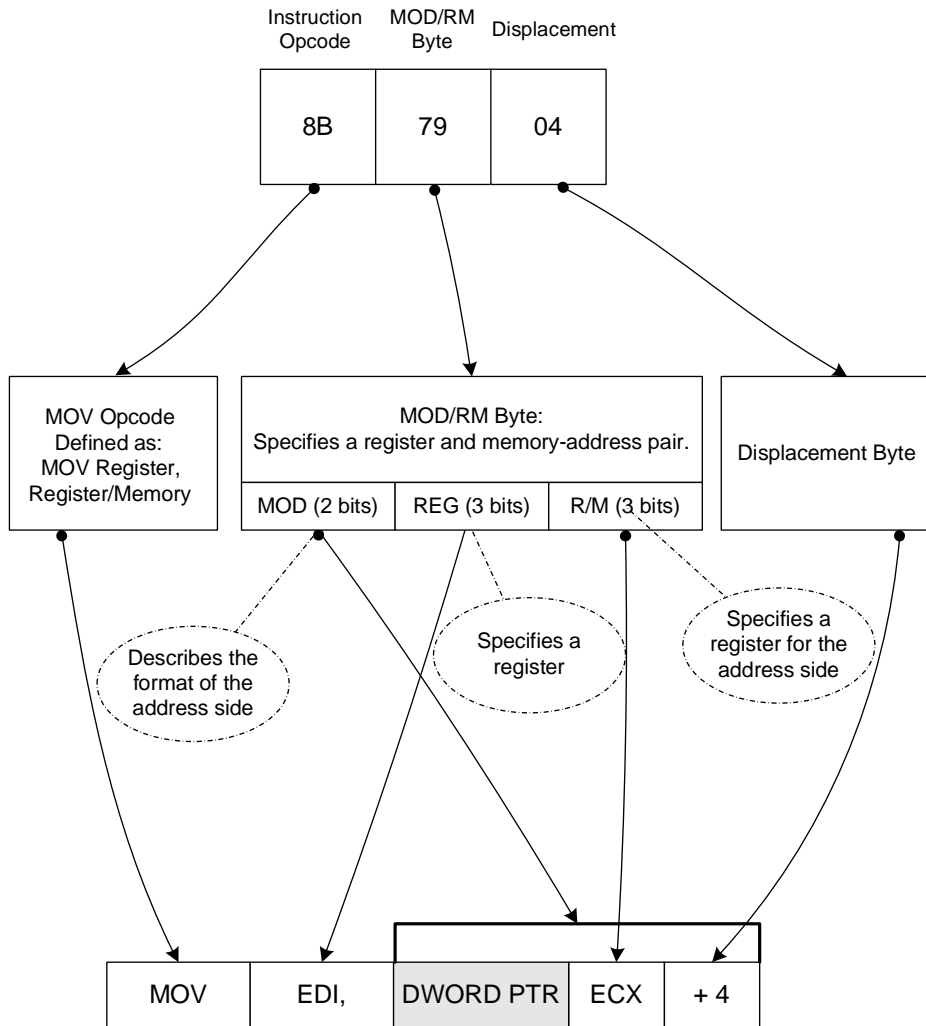 Instruction
Opcode
MOD/RM
Byte
Displacement
8B
79
04
MOV Opcode
Defined as:
MOV Register,
Register/Memory
MOD/RM Byte:
Specifies a register and memory-address pair.
MOD (2 bits)
REG (3 bits)
R/M (3 bits)
Displacement Byte
Describes the
format of the
address side
Specifies a
register
Specifies a
register for the
address side
MOV
EDI,
DWORD PTR
ECX
+ 4